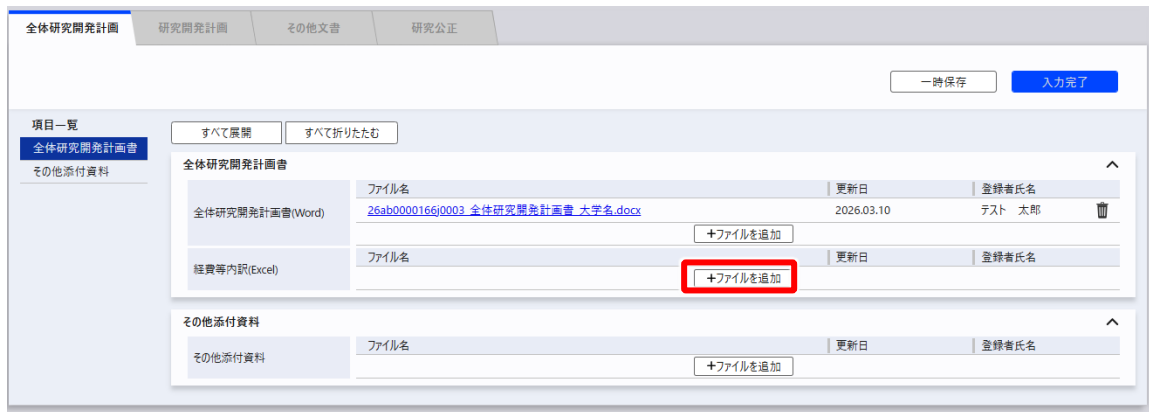 全体研究開発計画 研究開発計画 その他文書 研究公正
一時保存 入力完了
項目一覧
全体研究開発計画書
その他添付資料
すべて展開 すべて折りたたむ
全体研究開発計画書
全体研究開発計画書(Word)
ファイル名 更新日 登録者氏名
26ab0000166j0003_全体研究開発計画書_大学名.docx 2026.03.10 テスト 太郎
+ファイルを追加
経費等内訳(Excel)
ファイル名 更新日 登録者氏名
+ファイルを追加
その他添付資料
その他添付資料
ファイル名 更新日 登録者氏名
+ファイルを追加